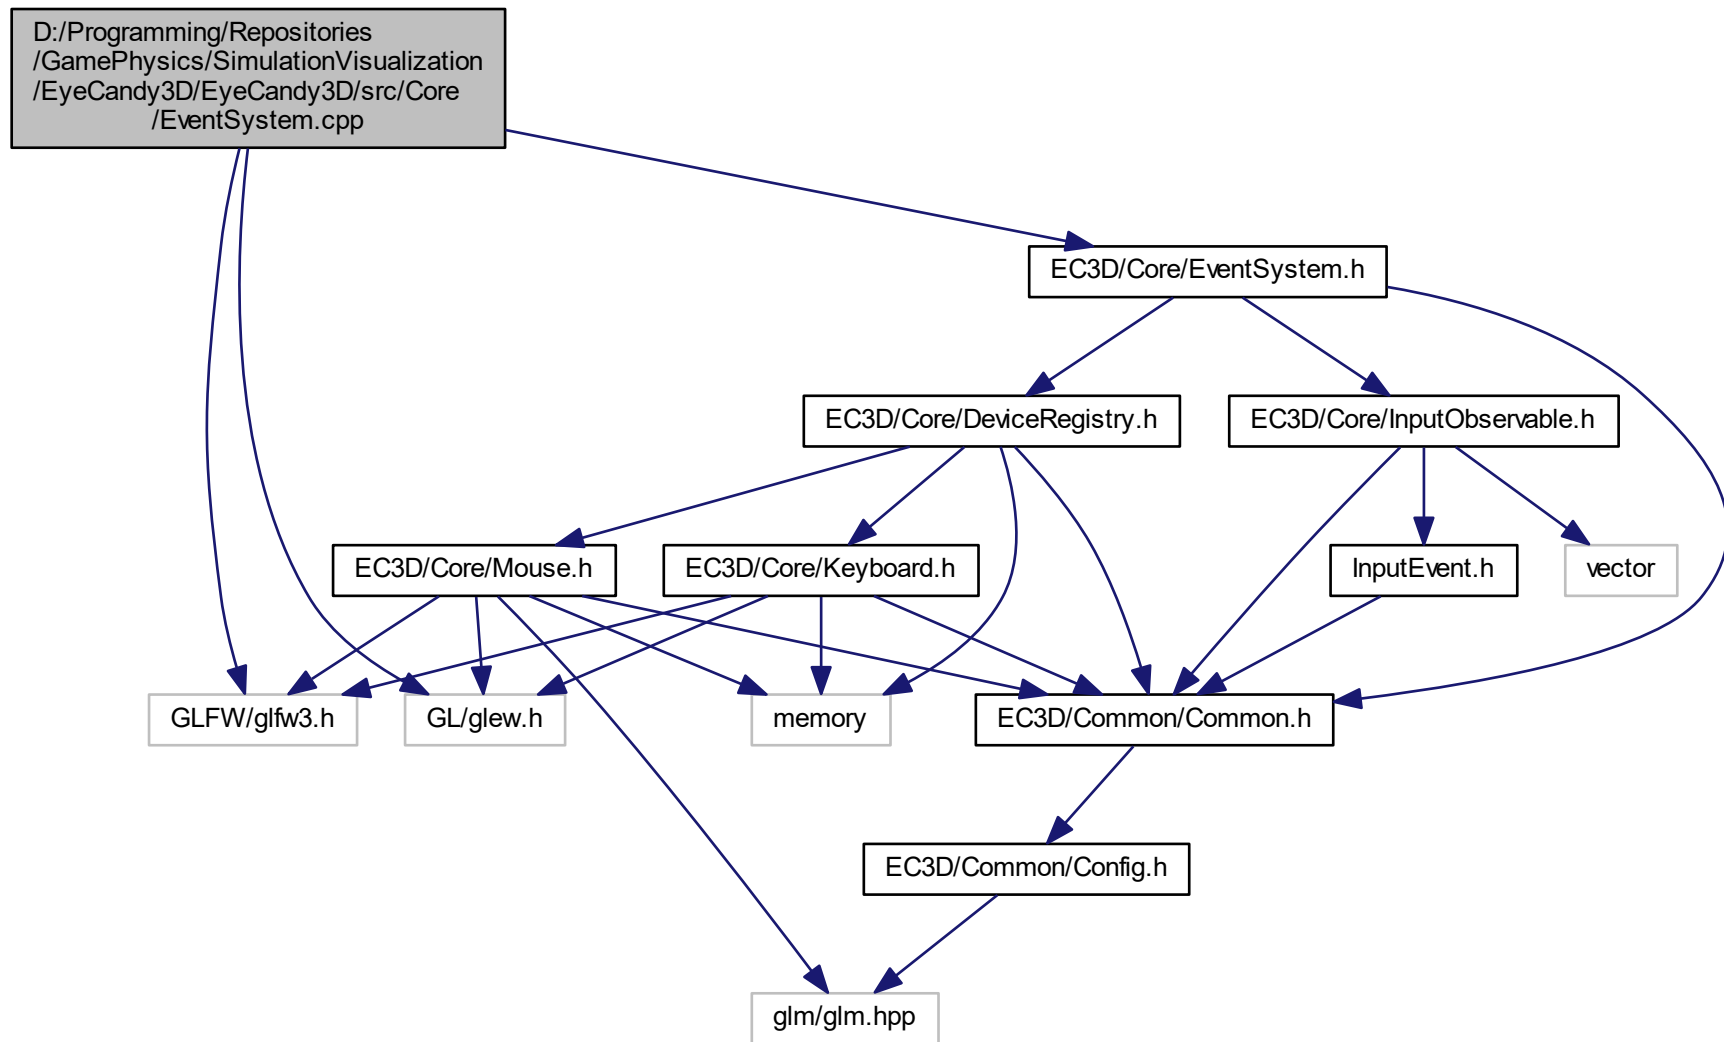 D:/Programming/Repositories
/GamePhysics/SimulationVisualization
/EyeCandy3D/EyeCandy3D/src/Core
/EventSystem.cpp
EC3D/Core/EventSystem.h
EC3D/Core/DeviceRegistry.h
EC3D/Core/InputObservable.h
EC3D/Core/Mouse.h
EC3D/Core/Keyboard.h
InputEvent.h
vector
GLFW/glfw3.h
GL/glew.h
memory
EC3D/Common/Common.h
EC3D/Common/Config.h
glm/glm.hpp